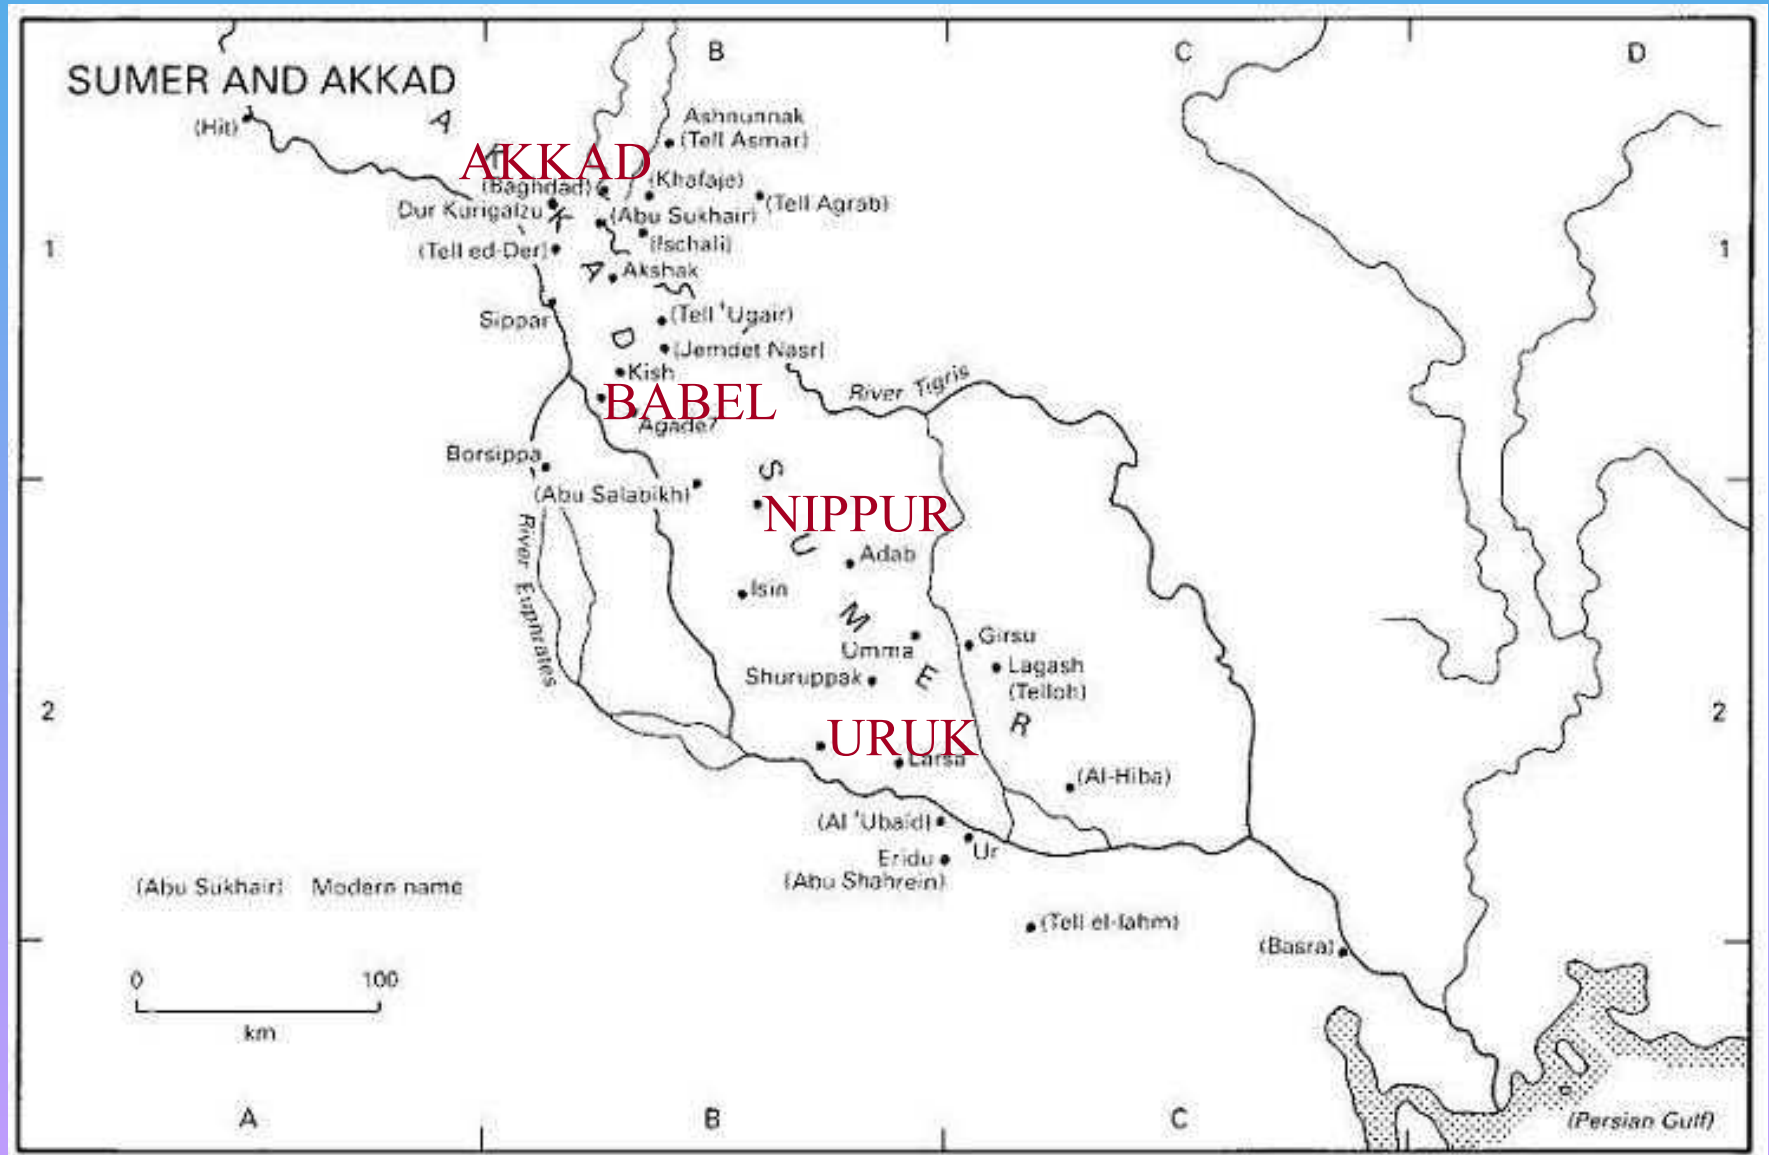 B
C
D
SUMER AND AKKAD
(Hit)
A
K
K
A
D
Ashnunnak
(Tell Asmar)
AKKAD
(Baghdad)
(Khafaje)
(Tell Agrab)
Dur Kurigalzu
(Abu Sukhair)
(Ischali)
(Tell ed-Der)
1
1
Akshak
Sippar
(Tell 'Uqair)
(Jemdet Nasr)
Kish
River Tigris
BABEL
Agade?
Borsippa
(Abu Salabikh)
S
U
M
E
R
NIPPUR
River Euphrates
Adab
Isin
Umma
Girsu
Shuruppak
Lagash
(Telloh)
2
2
URUK
Larsa
(Al-Hiba)
(Al 'Ubaid)
Ur
Eridu
(Abu Shahrein)
(Abu Sukhair) Modern name
(Tell el-lahm)
(Basra)
0 100
km
A
B
C
(Persian Gulf)